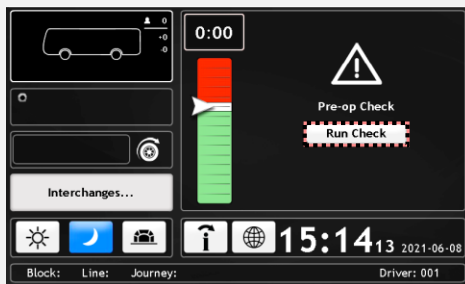 0
+0
-0
0:00
Pre-op Check
Run Check
Interchanges...
15:14 13 2021-06-08
Block: Line: Journey: Driver: 001